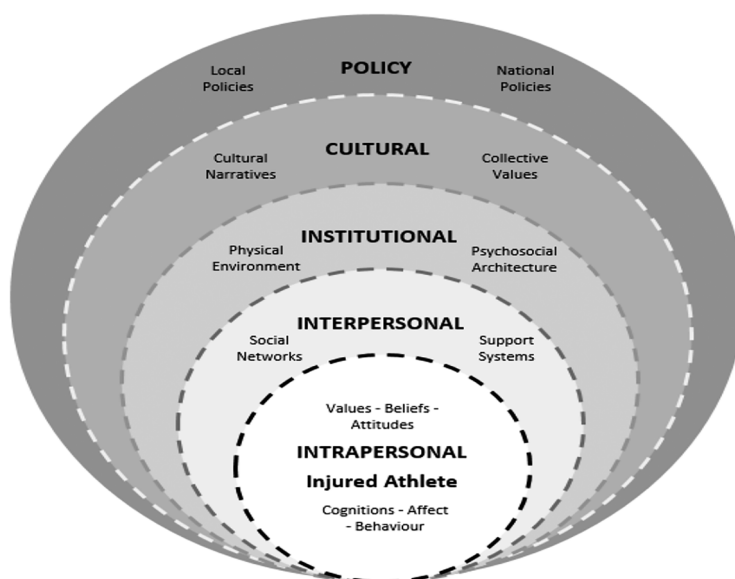 POLICY
Local
Policies
National
Policies
CULTURAL
Cultural
Narratives
Collective
Values
INSTITUTIONAL
Physical
Environment
Psychosocial
Architecture
INTERPERSONAL
Social
Networks
Support
Systems
Values - Beliefs -
Attitudes
INTRAPERSONAL
Injured Athlete
Cognitions - Affect
- Behaviour